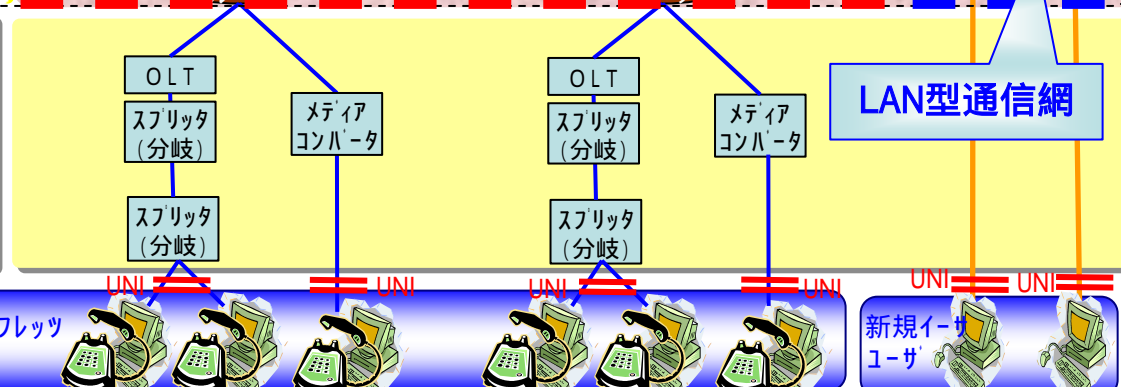 OLT
スプリッタ
(分岐)
スプリッタ
(分岐)
メディア
コンバータ
OLT
スプリッタ
(分岐)
スプリッタ
(分岐)
メディア
コンバータ
LAN型通信網
UNI
UNI
UNI
UNI
UNI
UNI
フレッツ
新規イーサ
ユーザ